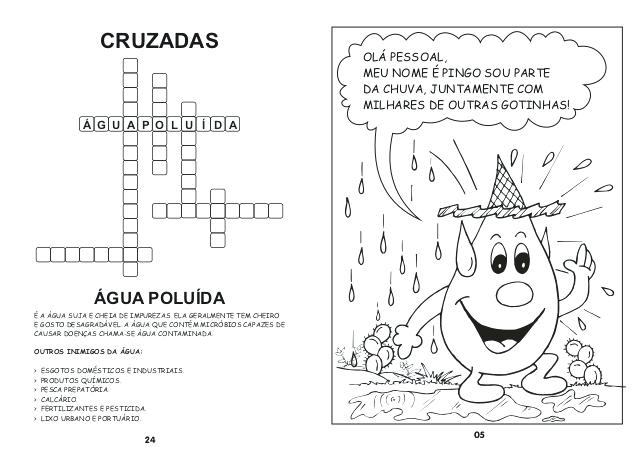 CRUZADAS
ÁGUAPOLUÍDA
ÁGUA POLUÍDA
É A ÁGUA SUJA E CHEIA DE IMPUREZAS. ELA GERALMENTE TEM CHEIRO
E GOSTO DESAGRADÁVEL. A ÁGUA QUE CONTÉM MICRÓBIOS CAPAZES DE
CAUSAR DOENÇAS CHAMA-SE ÁGUA CONTAMINADA.
OUTROS INIMIGOS DA ÁGUA:
› ESGOTOS DOMÉSTICOS E INDUSTRIAIS.
› PRODUTOS QUÍMICOS.
› PESCA PREPATÓRIA.
› CALCÁRIO.
› FERTILIZANTES E PESTICIDA.
› LIXO URBANO E PORTUÁRIO.
24
OLÁ PESSOAL,
MEU NOME É PINGO SOU PARTE
DA CHUVA, JUNTAMENTE COM
MILHARES DE OUTRAS GOTINHAS!
05